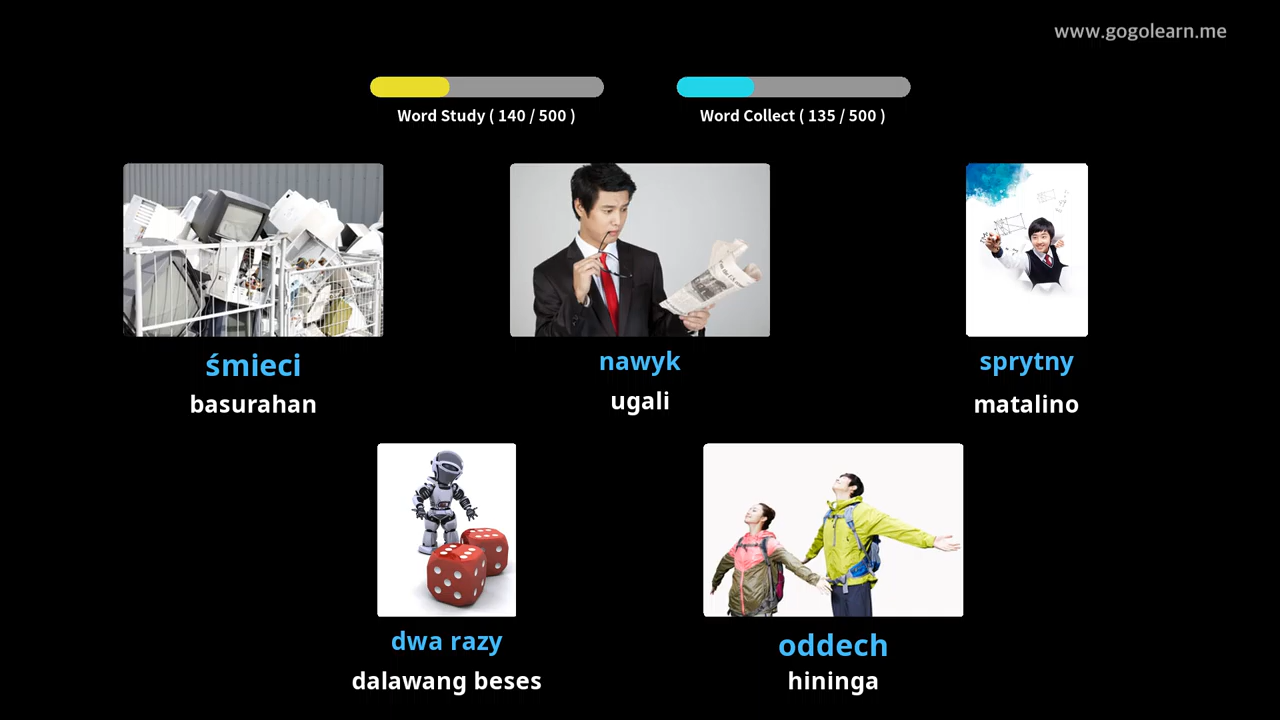 www.gogolearn.me
Word Study ( 140 / 500 )
Word Collect ( 135 / 500 )
śmieci
basurahan
nawyk
ugali
sprytny
matalino
dwa razy
dalawang beses
oddech
hininga